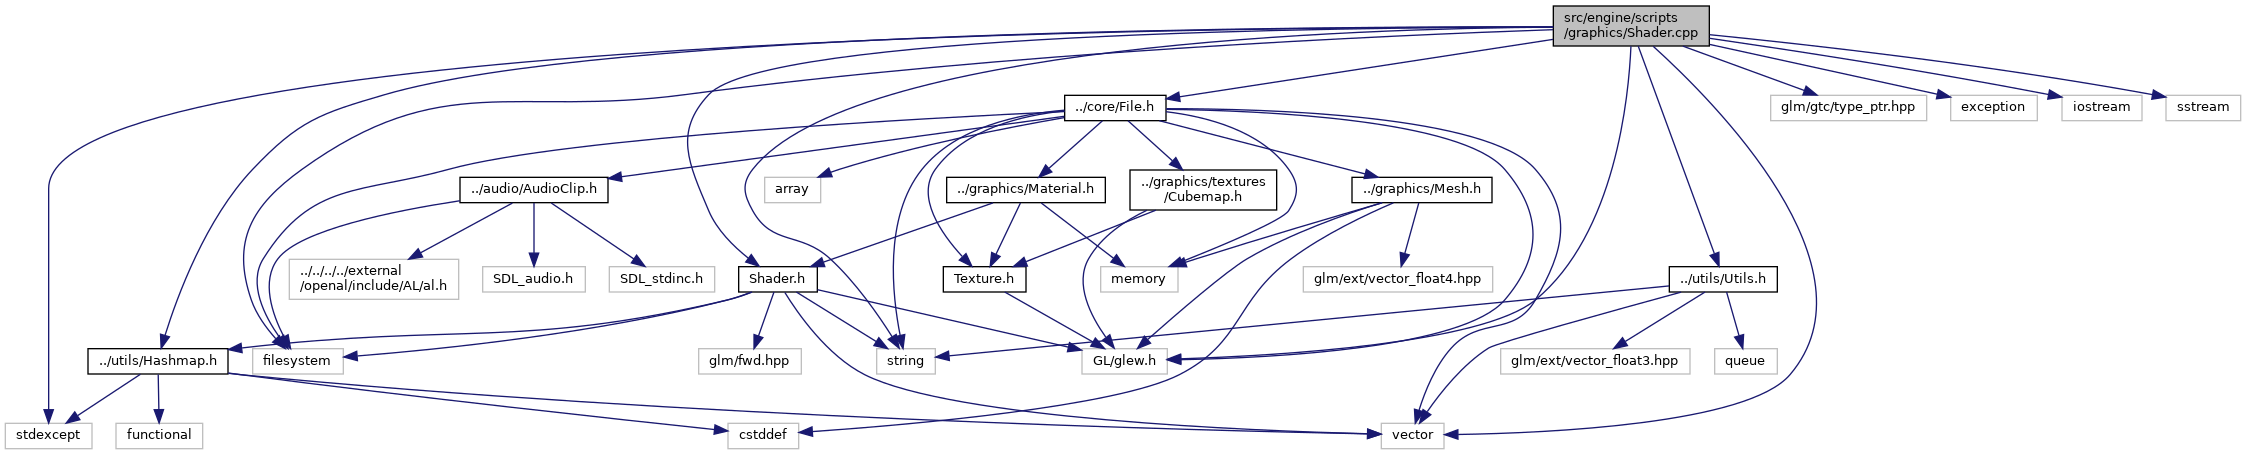 src/engine/scripts
/graphics/Shader.cpp
../core/File.h
glm/gtc/type_ptr.hpp
exception
iostream
sstream
../audio/AudioClip.h
array
../graphics/Material.h
../graphics/textures
/Cubemap.h
../graphics/Mesh.h
../../../../external
/openal/include/AL/al.h
SDL_audio.h
SDL_stdinc.h
Shader.h
Texture.h
memory
glm/ext/vector_float4.hpp
../utils/Utils.h
../utils/Hashmap.h
filesystem
glm/fwd.hpp
string
GL/glew.h
glm/ext/vector_float3.hpp
queue
stdexcept
functional
cstddef
vector